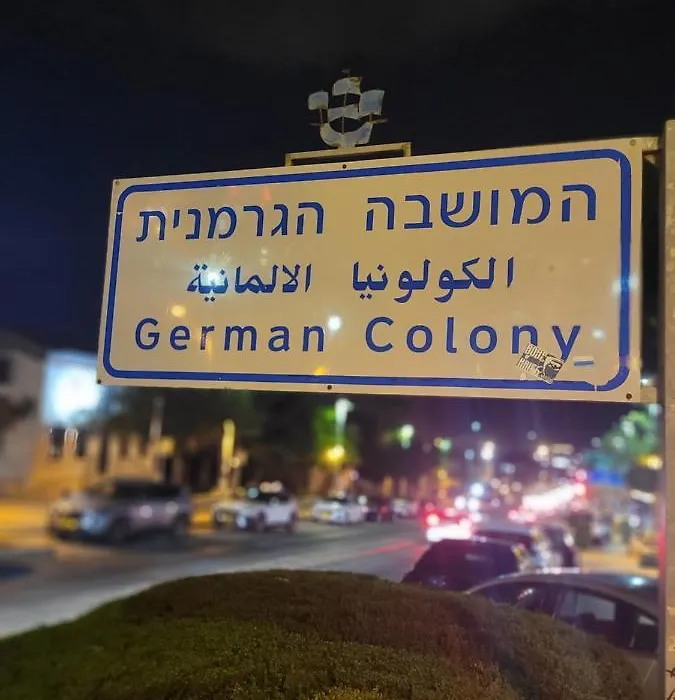 המושבה הגרמנית
الكولونيا الالمانية
German Colony